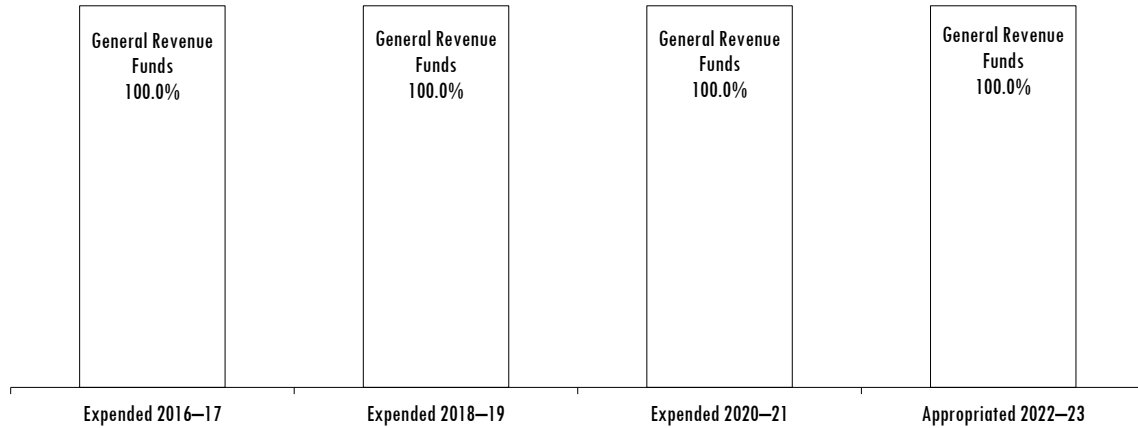 General Revenue
Funds
100.0%
General Revenue
Funds
100.0%
General Revenue
Funds
100.0%
General Revenue
Funds
100.0%
Expended 2016–17
Expended 2018–19
Expended 2020–21
Appropriated 2022–23